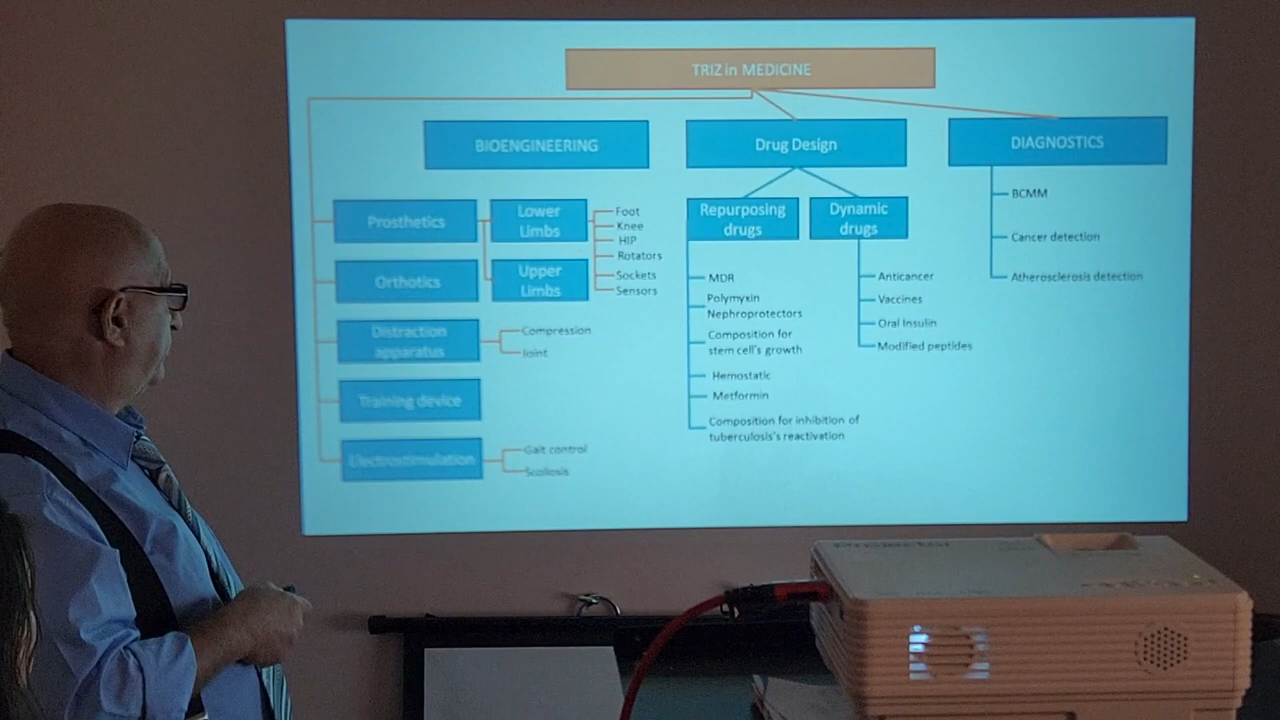 TRIZ in MEDICINE
BIOENGINEERING
Prosthetics
Lower
Limbs
Foot
Knee
HIP
Rotators
Sockets
Sensors
Orthotics
Upper
Limbs
Distraction
apparatus
Compression
Joint
Training device
Electrostimulation
Gait control
Scoliosis
Drug Design
Repurposing
drugs
MDR
Polymyxin
Nephroprotectors
Composition for
stem cell's growth
Hemostatic
Metformin
Composition for inhibition of
tuberculosis's reactivation
Dynamic
drugs
Anticancer
Vaccines
Oral Insulin
Modified peptides
DIAGNOSTICS
BCMM
Cancer detection
Atherosclerosis detection
Projector